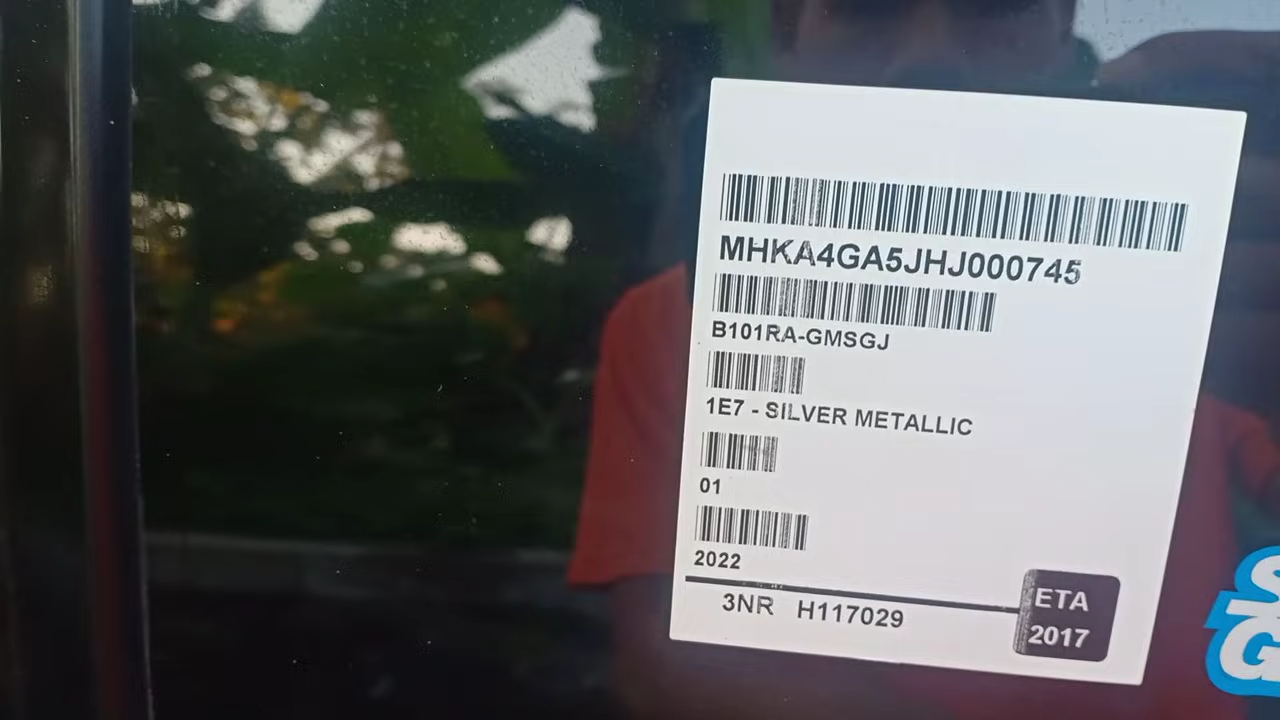 MHKA4GA5JHJ000745
B101RA-GMSGJ
1E7 - SILVER METALLIC
01
2022
3NR H117029
ETA
2017